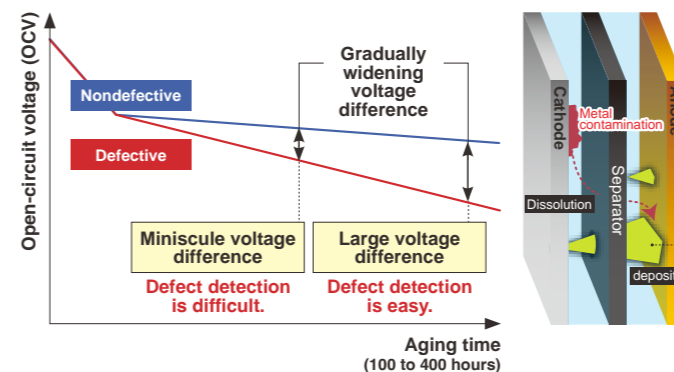 Open-circuit voltage (OCV)
Nondefective
Defective
Gradually
widening
voltage
difference
Miniscule voltage
difference
Large voltage
difference
Defect detection
is difficult.
Defect detection
is easy.
Aging time
(100 to 400 hours)
Cathode
Metal
contamination
Separator
Dissolution